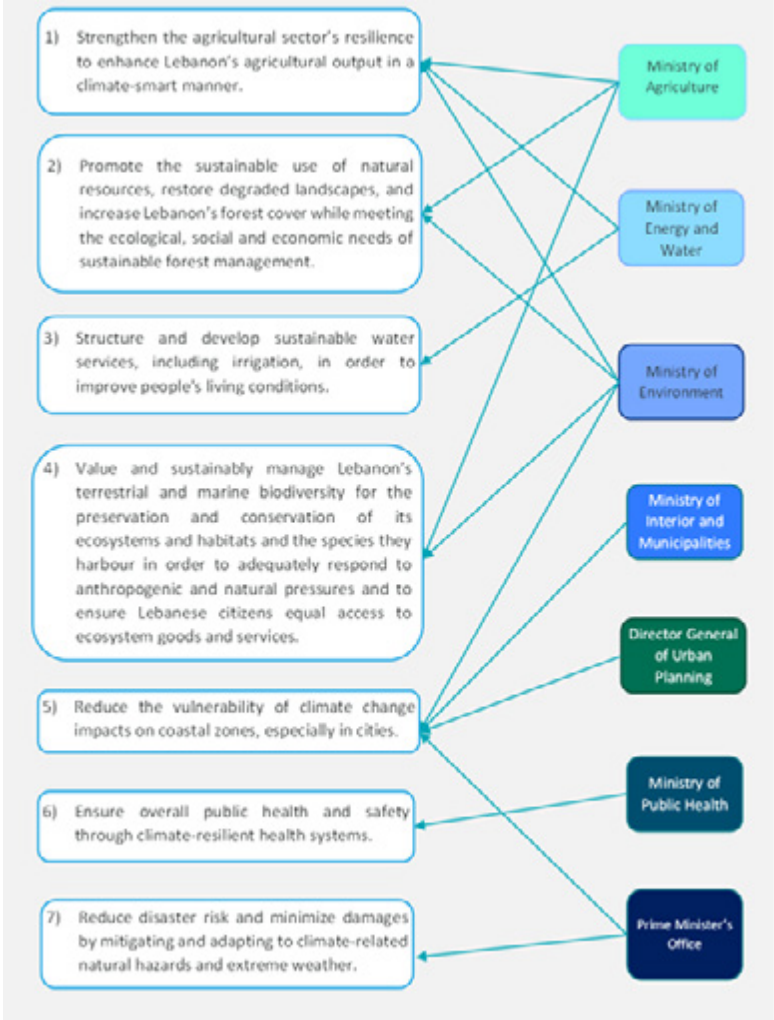 1) Strengthen the agricultural sector's resilience
to enhance Lebanon's agricultural output in a
climate-smart manner.
Ministry of
Agriculture
2) Promote the sustainable use of natural
resources, restore degraded landscapes, and
increase Lebanon's forest cover while meeting
the ecological, social and economic needs of
sustainable forest management.
Ministry of
Energy and
Water
3) Structure and develop sustainable water
services, including irrigation, in order to
improve people's living conditions.
Ministry of
Environment
4) Value and sustainably manage Lebanon's
terrestrial and marine biodiversity for the
preservation and conservation of its
ecosystems and habitats and the species they
harbour in order to adequately respond to
anthropogenic and natural pressures and to
ensure Lebanese citizens equal access to
ecosystem goods and services.
Ministry of
Interior and
Municipalities
Director General
of Urban
Planning
5) Reduce the vulnerability of climate change
impacts on coastal zones, especially in cities.
Ministry of
Public Health
6) Ensure overall public health and safety
through climate-resilient health systems.
7) Reduce disaster risk and minimize damages
by mitigating and adapting to climate-related
natural hazards and extreme weather.
Prime Minister's
Office